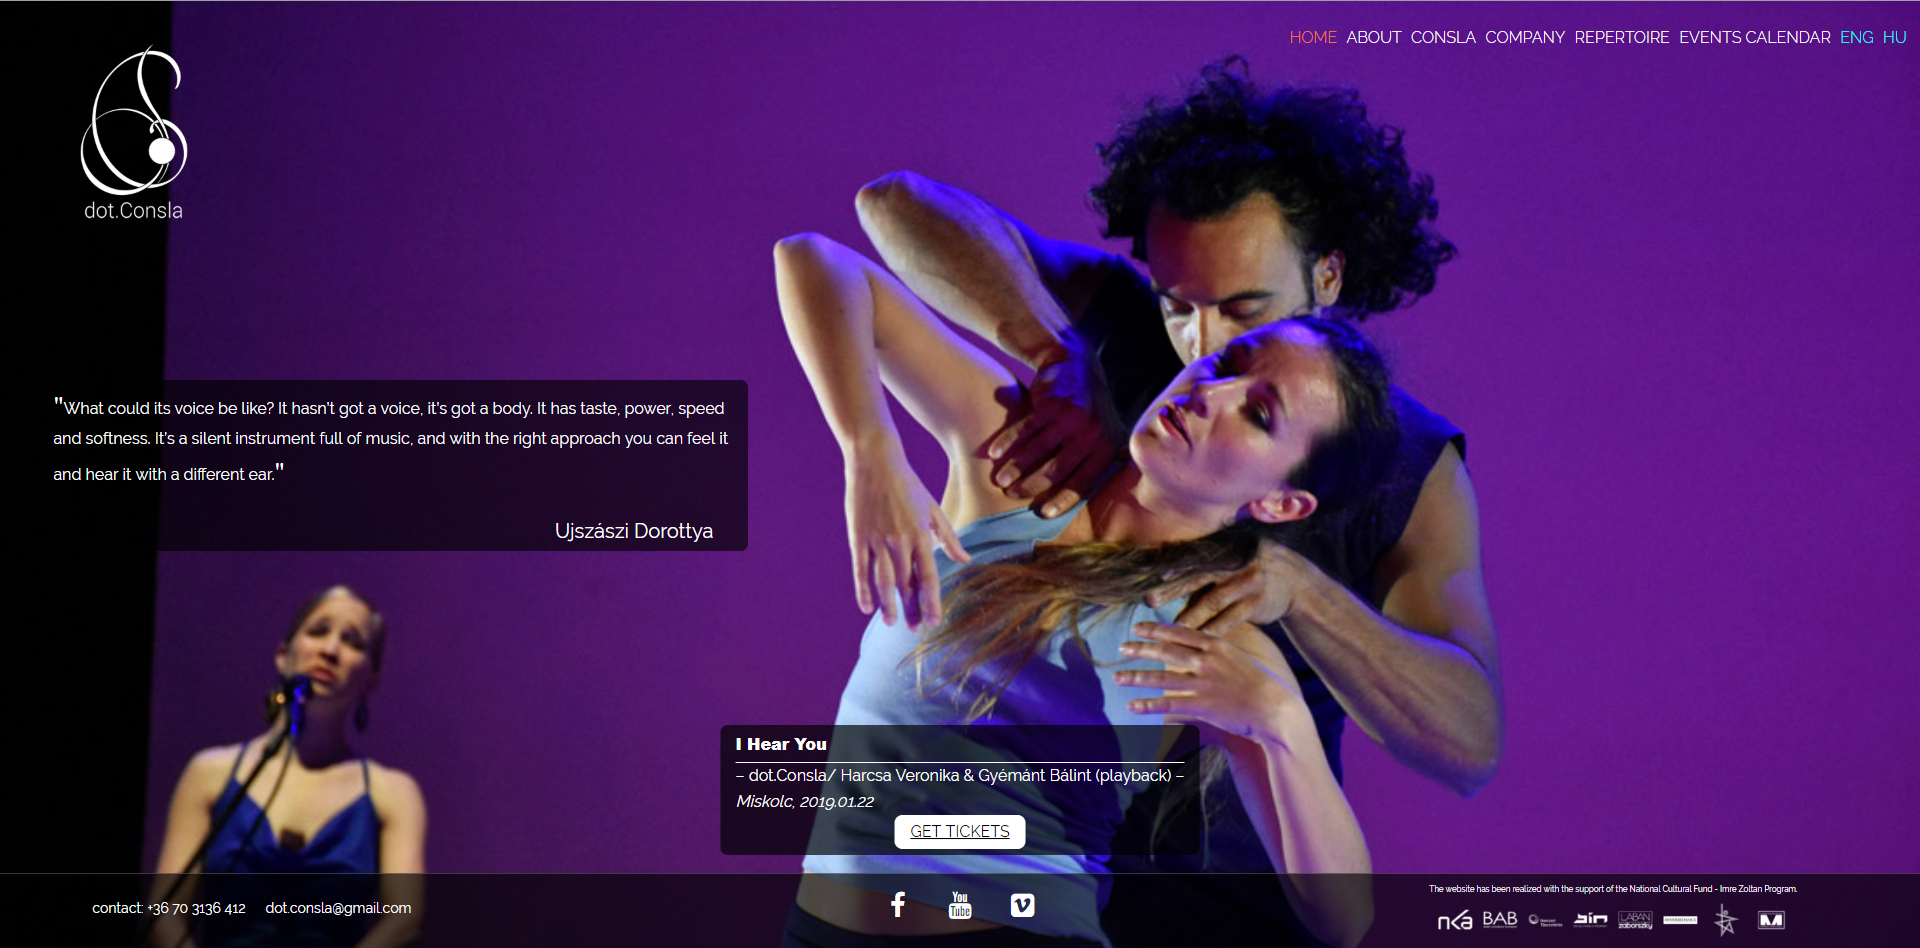 HOME ABOUT CONSLA COMPANY REPERTOIRE EVENTS CALENDAR ENG HU
dot.Consla
"What could its voice be like? It hasn't got a voice, it's got a body. It has taste, power, speed
and softness. It's a silent instrument full of music, and with the right approach you can feel it
and hear it with a different ear."
Ujszászi Dorottya
I Hear You
– dot.Consla/ Harcsa Veronika & Gyémánt Bálint (playback) –
Miskolc, 2019.01.22
GET TICKETS
contact: +36 70 3136 412 dot.consla@gmail.com
You
Tube
The website has been realized with the support of the National Cultural Fund - Imre Zoltan Program.
nka BAB LABAN
zaborszky
M